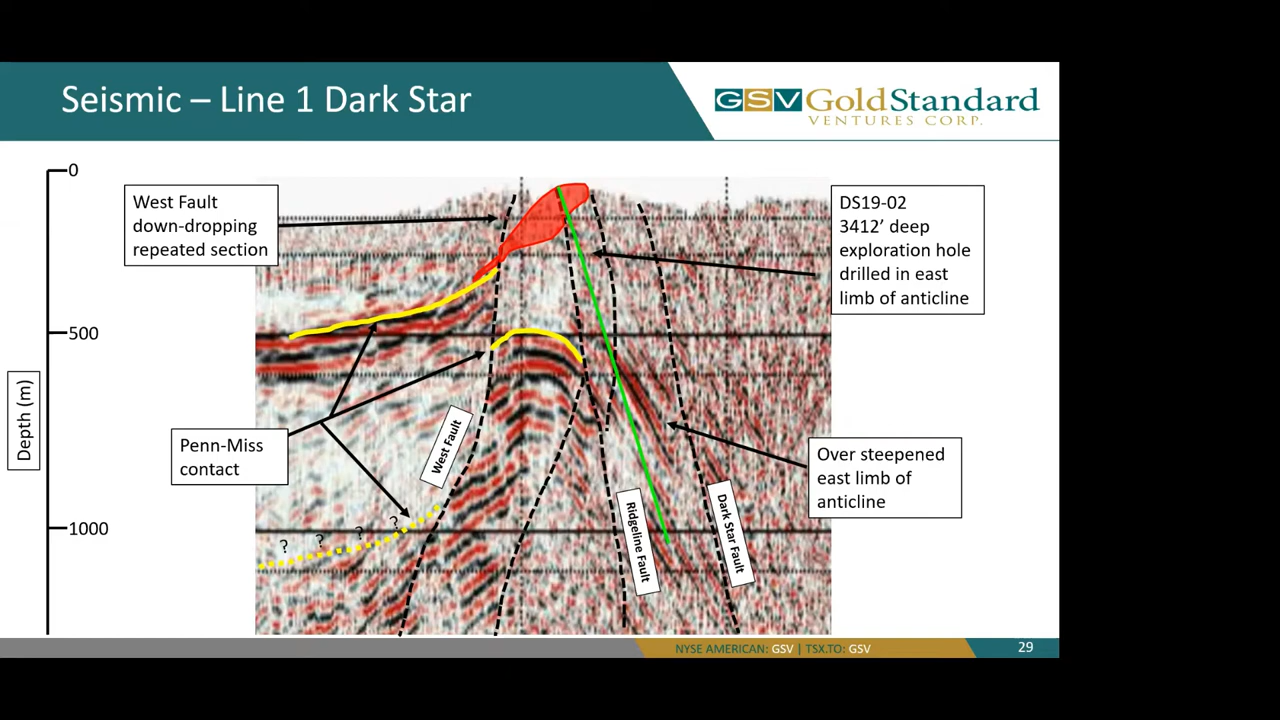 Seismic – Line 1 Dark Star
GSV GoldStandard
VENTURES CORP.
0
500
1000
Depth (m)
West Fault
down-dropping
repeated section
DS19-02
3412’ deep
exploration hole
drilled in east
limb of anticline
Penn-Miss
contact
Over steepened
east limb of
anticline
West Fault
Ridgeline Fault
Dark Star Fault
? ? ? ?
NYSE AMERICAN: GSV | TSX.TO: GSV
29